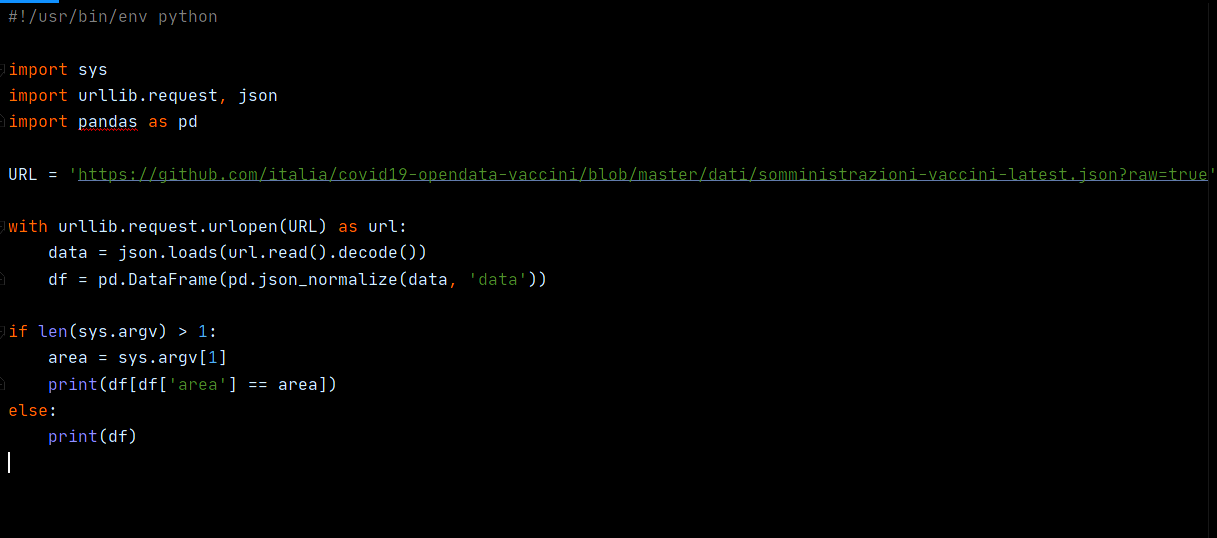 #!/usr/bin/env python
import sys
import urllib.request, json
import pandas as pd
URL = 'https://github.com/italia/covid19-opendata-vaccini/blob/master/dati/somministrazioni-vaccini-latest.json?raw=true'
with urllib.request.urlopen(URL) as url:
    data = json.loads(url.read().decode())
    df = pd.DataFrame(pd.json_normalize(data, 'data'))
if len(sys.argv) > 1:
    area = sys.argv[1]
    print(df[df['area'] == area])
else:
    print(df)